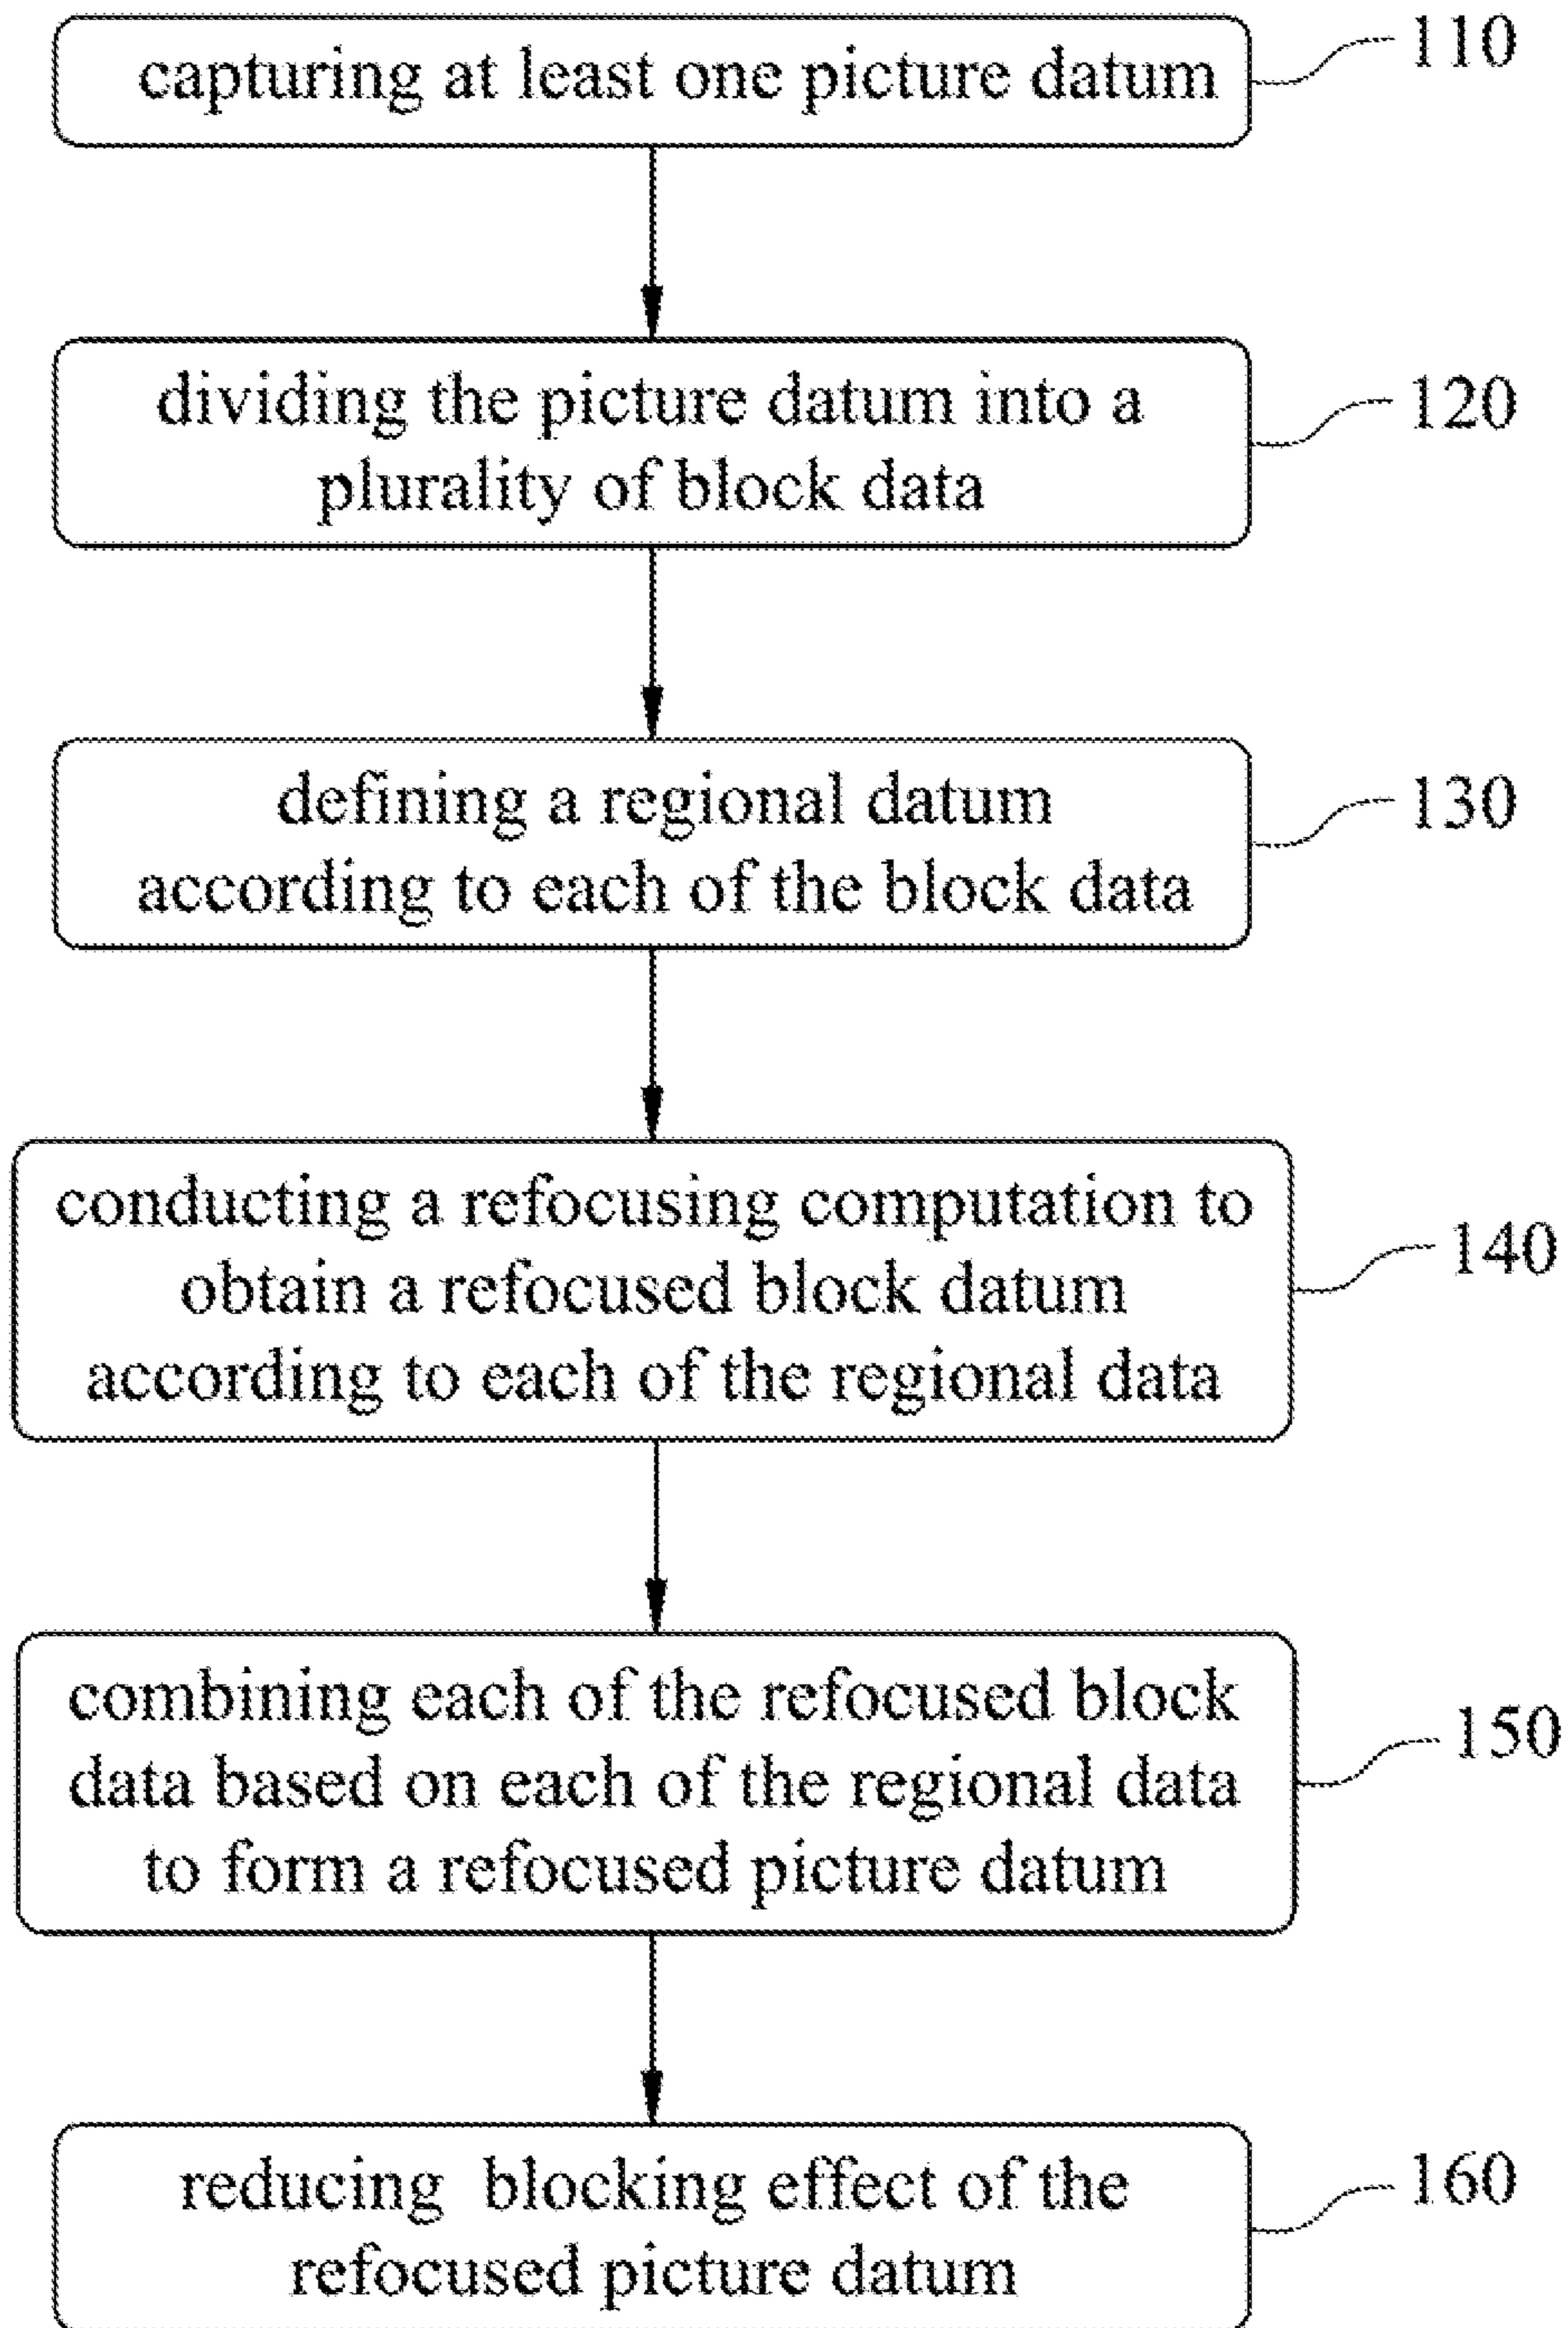 capturing at least one picture datum
110
dividing the picture datum into a
plurality of block data
120
defining a regional datum
according to each of the block data
130
conducting a refocusing computation to
obtain a refocused block datum
according to each of the regional data
140
combining each of the refocused block
data based on each of the regional data
to form a refocused picture datum
150
reducing blocking effect of the
refocused picture datum
160